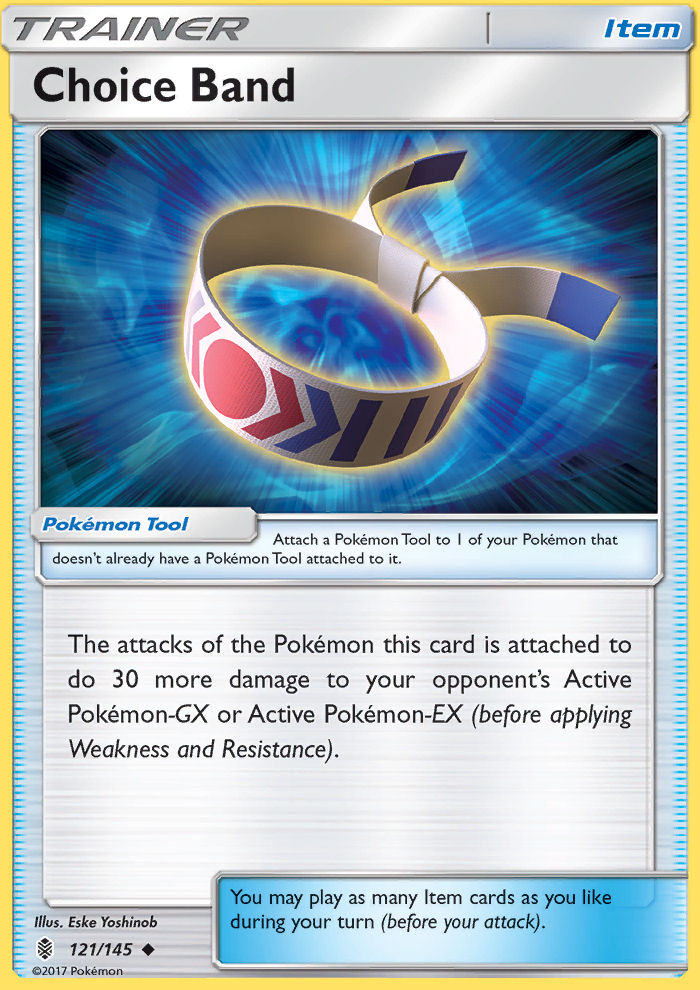 TRAINER
Item
Choice Band
Pokémon Tool
Attach a Pokémon Tool to 1 of your Pokémon that
doesn't already have a Pokémon Tool attached to it.
The attacks of the Pokémon this card is attached to
do 30 more damage to your opponent's Active
Pokémon-GX or Active Pokémon-EX (before applying
Weakness and Resistance).
You may play as many Item cards as you like
during your turn (before your attack).
Illus. Eske Yoshinob
121/145
©2017 Pokémon